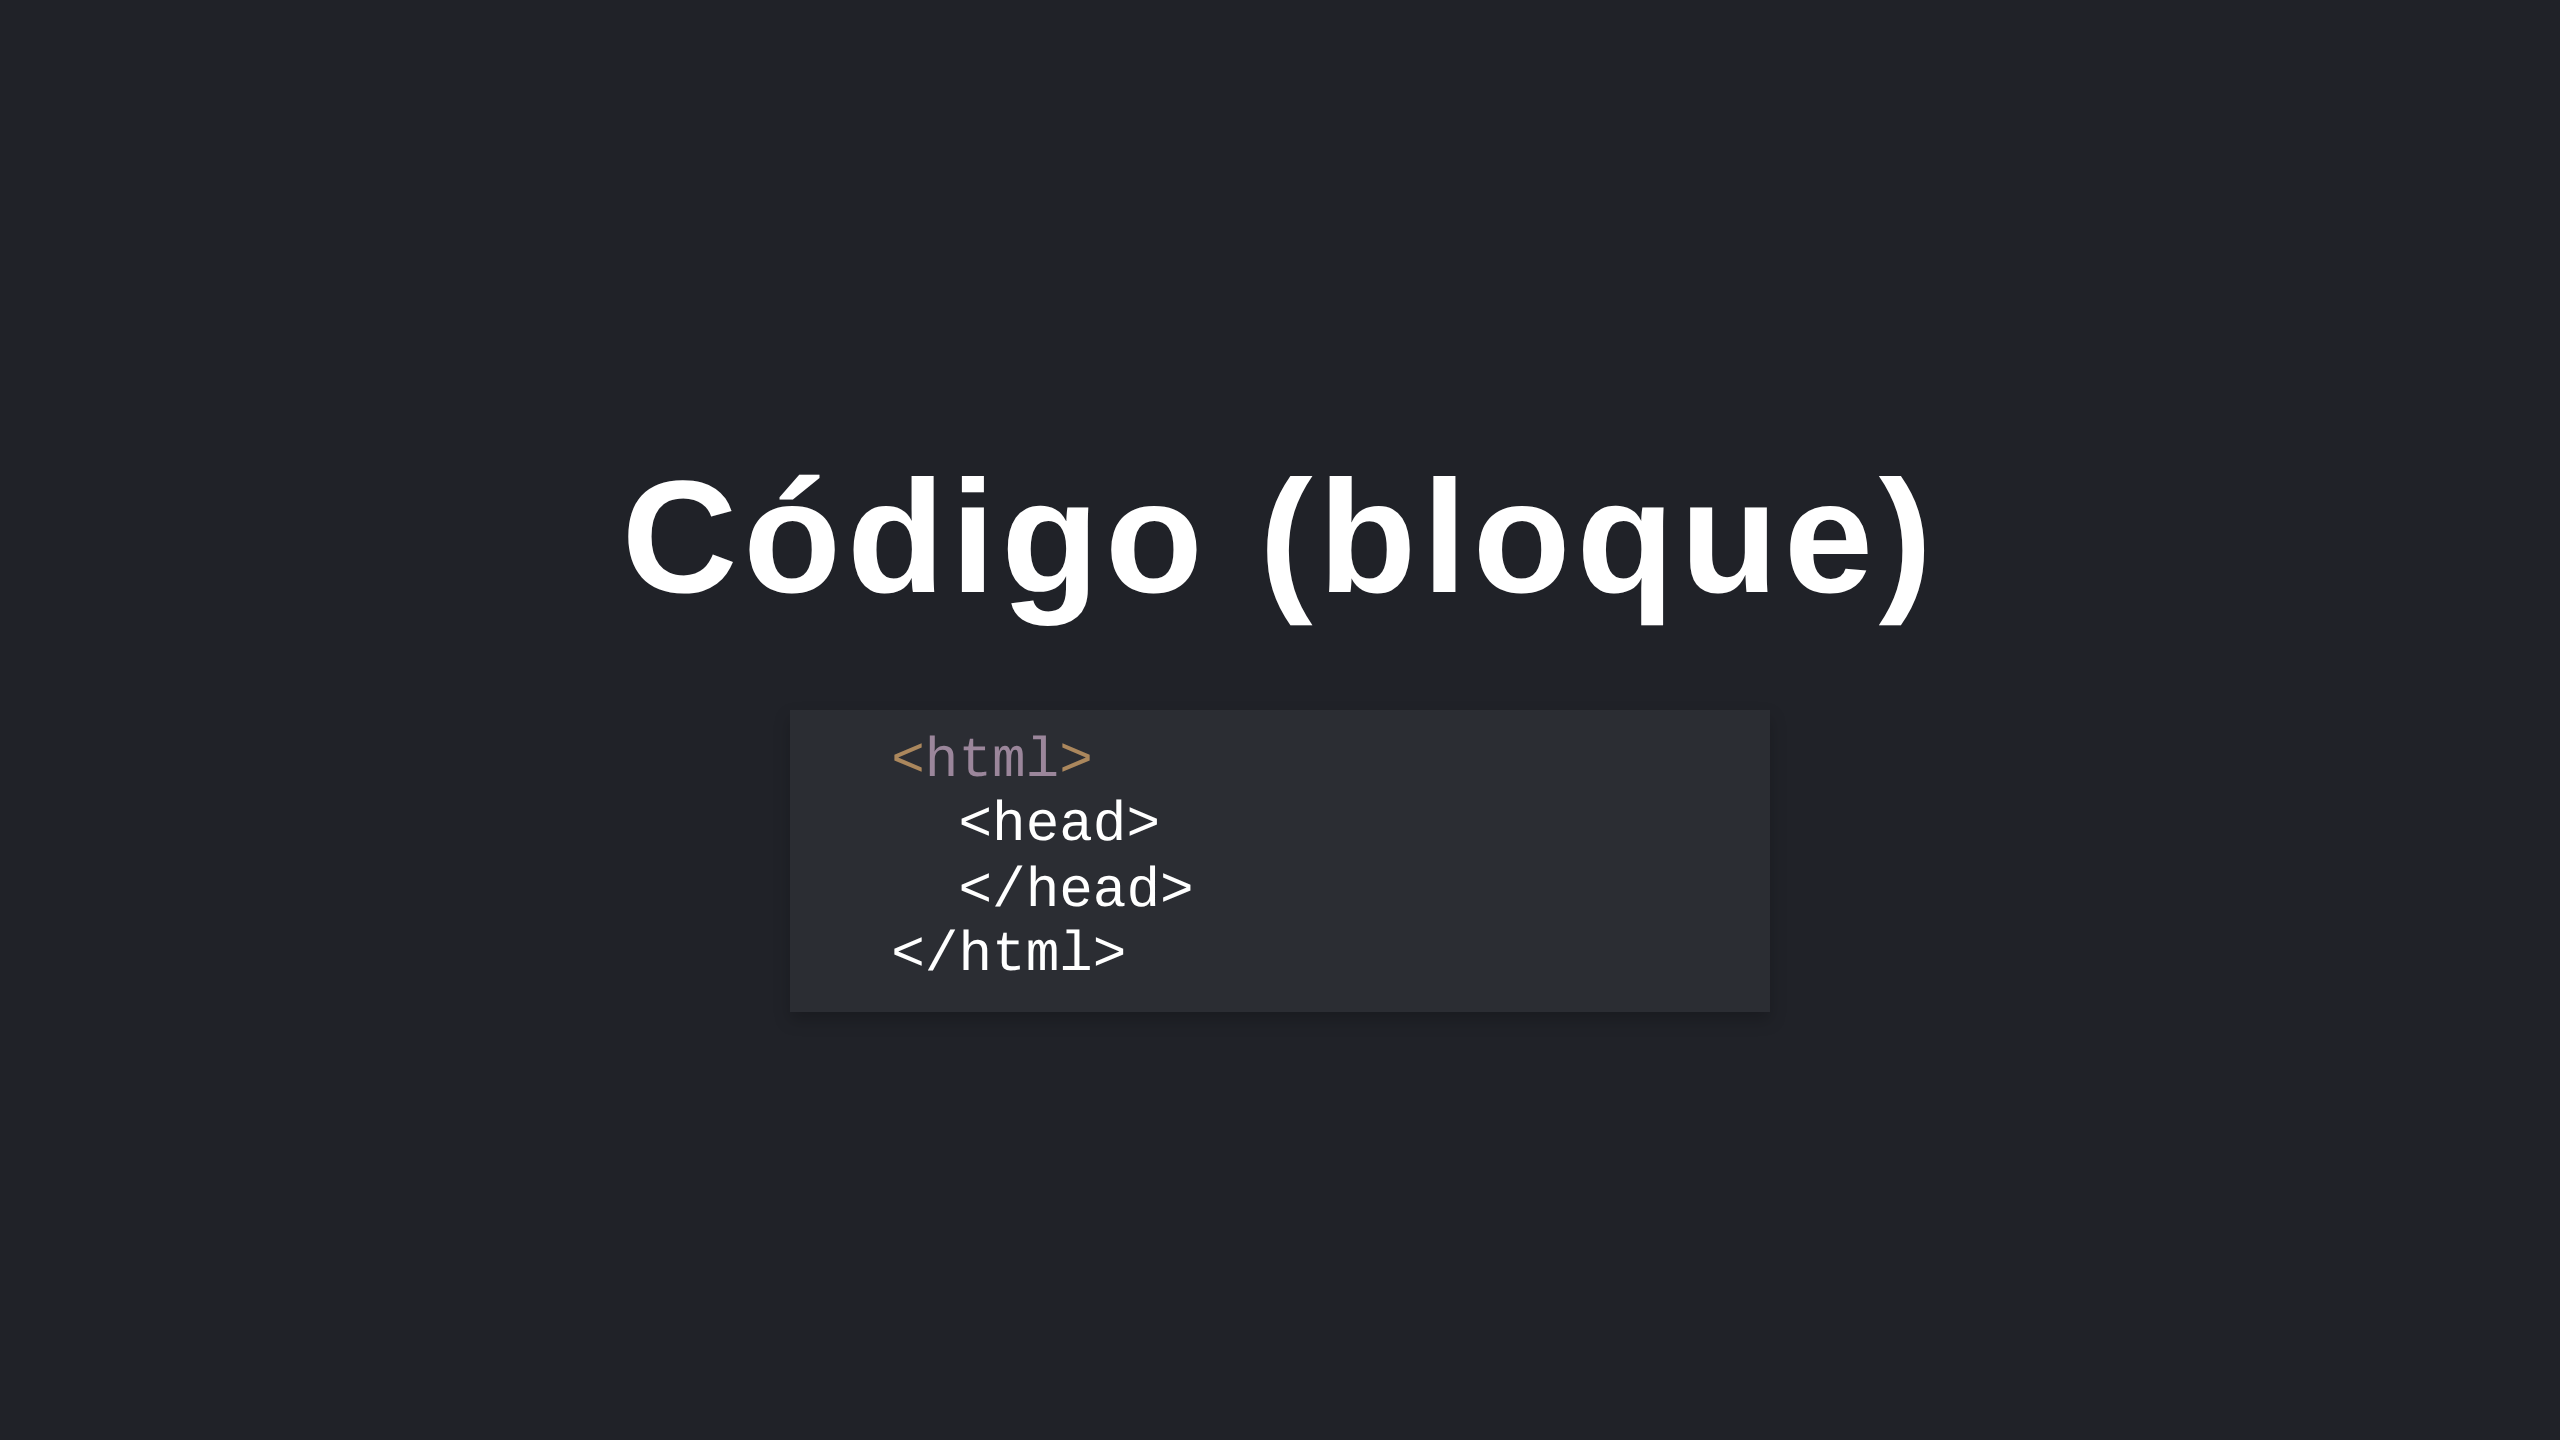 Código (bloque)
<html>
  <head>
  </head>
</html>